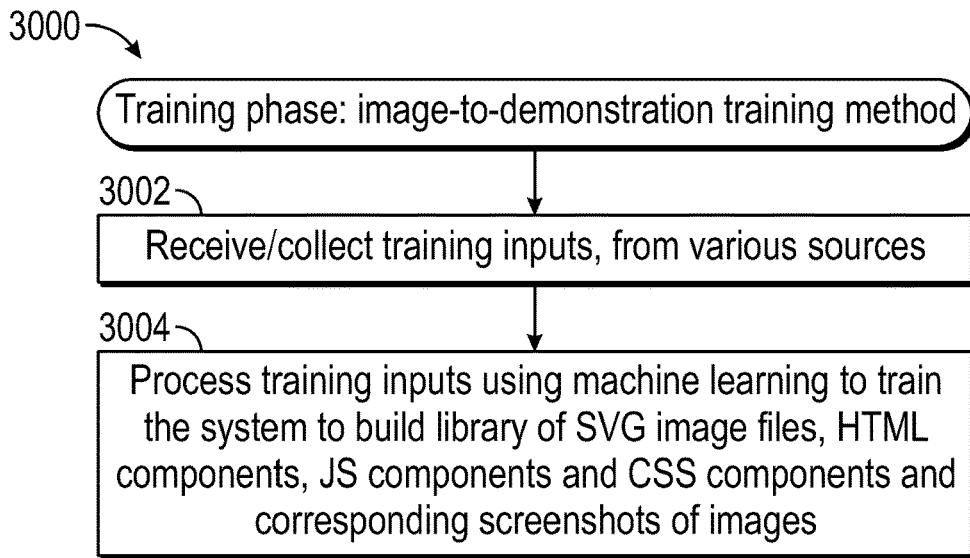 3000
Training phase: image-to-demonstration training method
3002
Receive/collect training inputs, from various sources
3004
Process training inputs using machine learning to train
the system to build library of SVG image files, HTML
components, JS components and CSS components and
corresponding screenshots of images